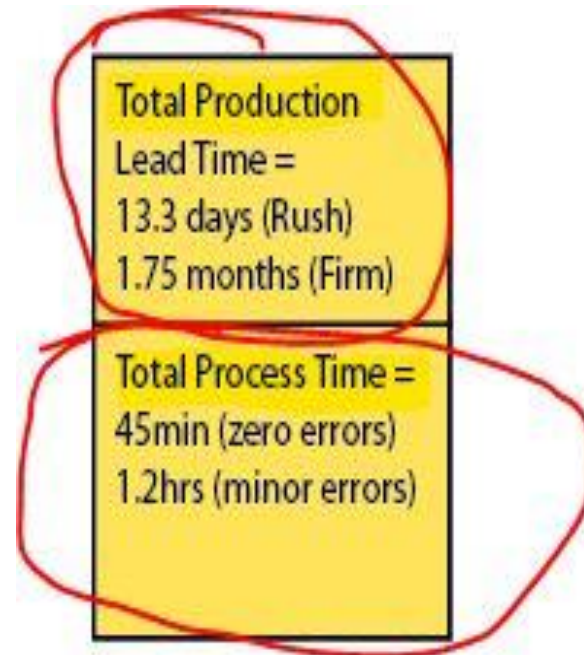 Total Production
Lead Time =
13.3 days (Rush)
1.75 months (Firm)
Total Process Time =
45min (zero errors)
1.2hrs (minor errors)